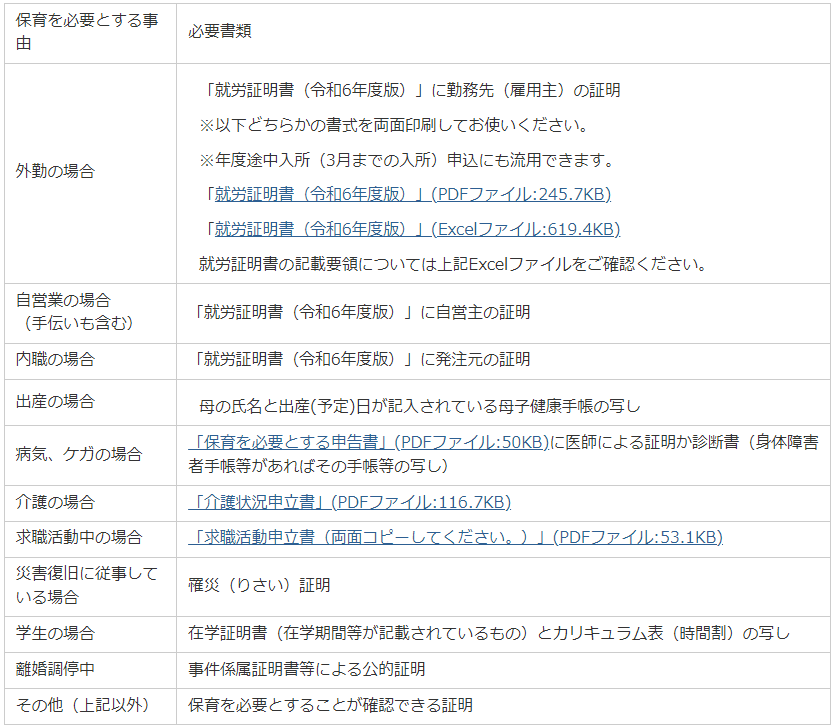 保育を必要とする事
由
必要書類
外勤の場合
「就労証明書（令和6年度版）」に勤務先（雇用主）の証明
※以下どちらかの書式を両面印刷してお使いください。
※年度途中入所（3月までの入所）申込にも流用できます。
「就労証明書（令和6年度版）」(PDFファイル:245.7KB)
「就労証明書（令和6年度版）」(Excelファイル:619.4KB)
就労証明書の記載要領については上記Excelファイルをご確認ください。
自営業の場合
（手伝いも含む）
「就労証明書（令和6年度版）」に自営主の証明
内職の場合
「就労証明書（令和6年度版）」に発注元の証明
出産の場合
母の氏名と出産(予定)日が記入されている母子健康手帳の写し
病気、ケガの場合
「保育を必要とする申告書」(PDFファイル:50KB)に医師による証明か診断書（身体障害
者手帳等があればその手帳等の写し）
介護の場合
「介護状況申立書」(PDFファイル:116.7KB)
求職活動中の場合
「求職活動申立書（両面コピーしてください。）」(PDFファイル:53.1KB)
災害復旧に従事して
いる場合
罹災（りさい）証明
学生の場合
在学証明書（在学期間等が記載されているもの）とカリキュラム表（時間割）の写し
離婚調停中
事件係属証明書等による公的証明
その他（上記以外）
保育を必要とすることが確認できる証明